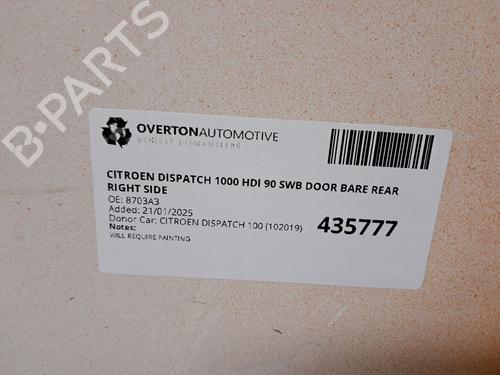 B-PARTS
OVERTONAUTOMOTIVE
VEHICLE DISMANTLERS
CITROEN DISPATCH 1000 HDI 90 SWB DOOR BARE REAR
RIGHT SIDE
OE: 8703A3
Added: 21/01/2025
Donor Car: CITROEN DISPATCH 100 (102019)
Notes:
WILL REQUIRE PAINTING
435777